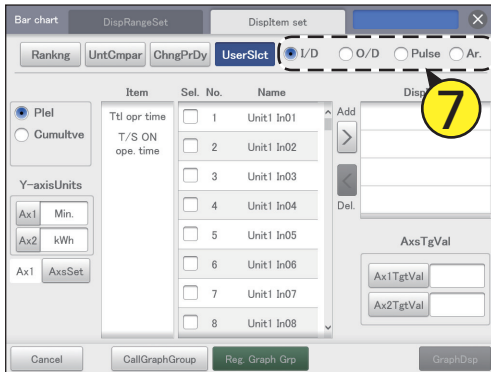 Bar chart DispRangeSet DispItem set
Rankng UntCmpar ChngPrDy UserSlct I/D O/D Pulse Ar.
Item Sel. No. Name
Plel
Cumultve
Ttl opr time
T/S ON
ope. time
1 Unit1 In01
2 Unit1 In02
3 Unit1 In03
4 Unit1 In04
5 Unit1 In05
6 Unit1 In06
7 Unit1 In07
8 Unit1 In08
Add
Del.
7
Y-axisUnits
Ax1 Min.
Ax2 kWh
Ax1 AxsSet
AxsTgVal
Ax1TgtVal
Ax2TgtVal
Cancel CallGraphGroup Reg. Graph Grp GraphDsp